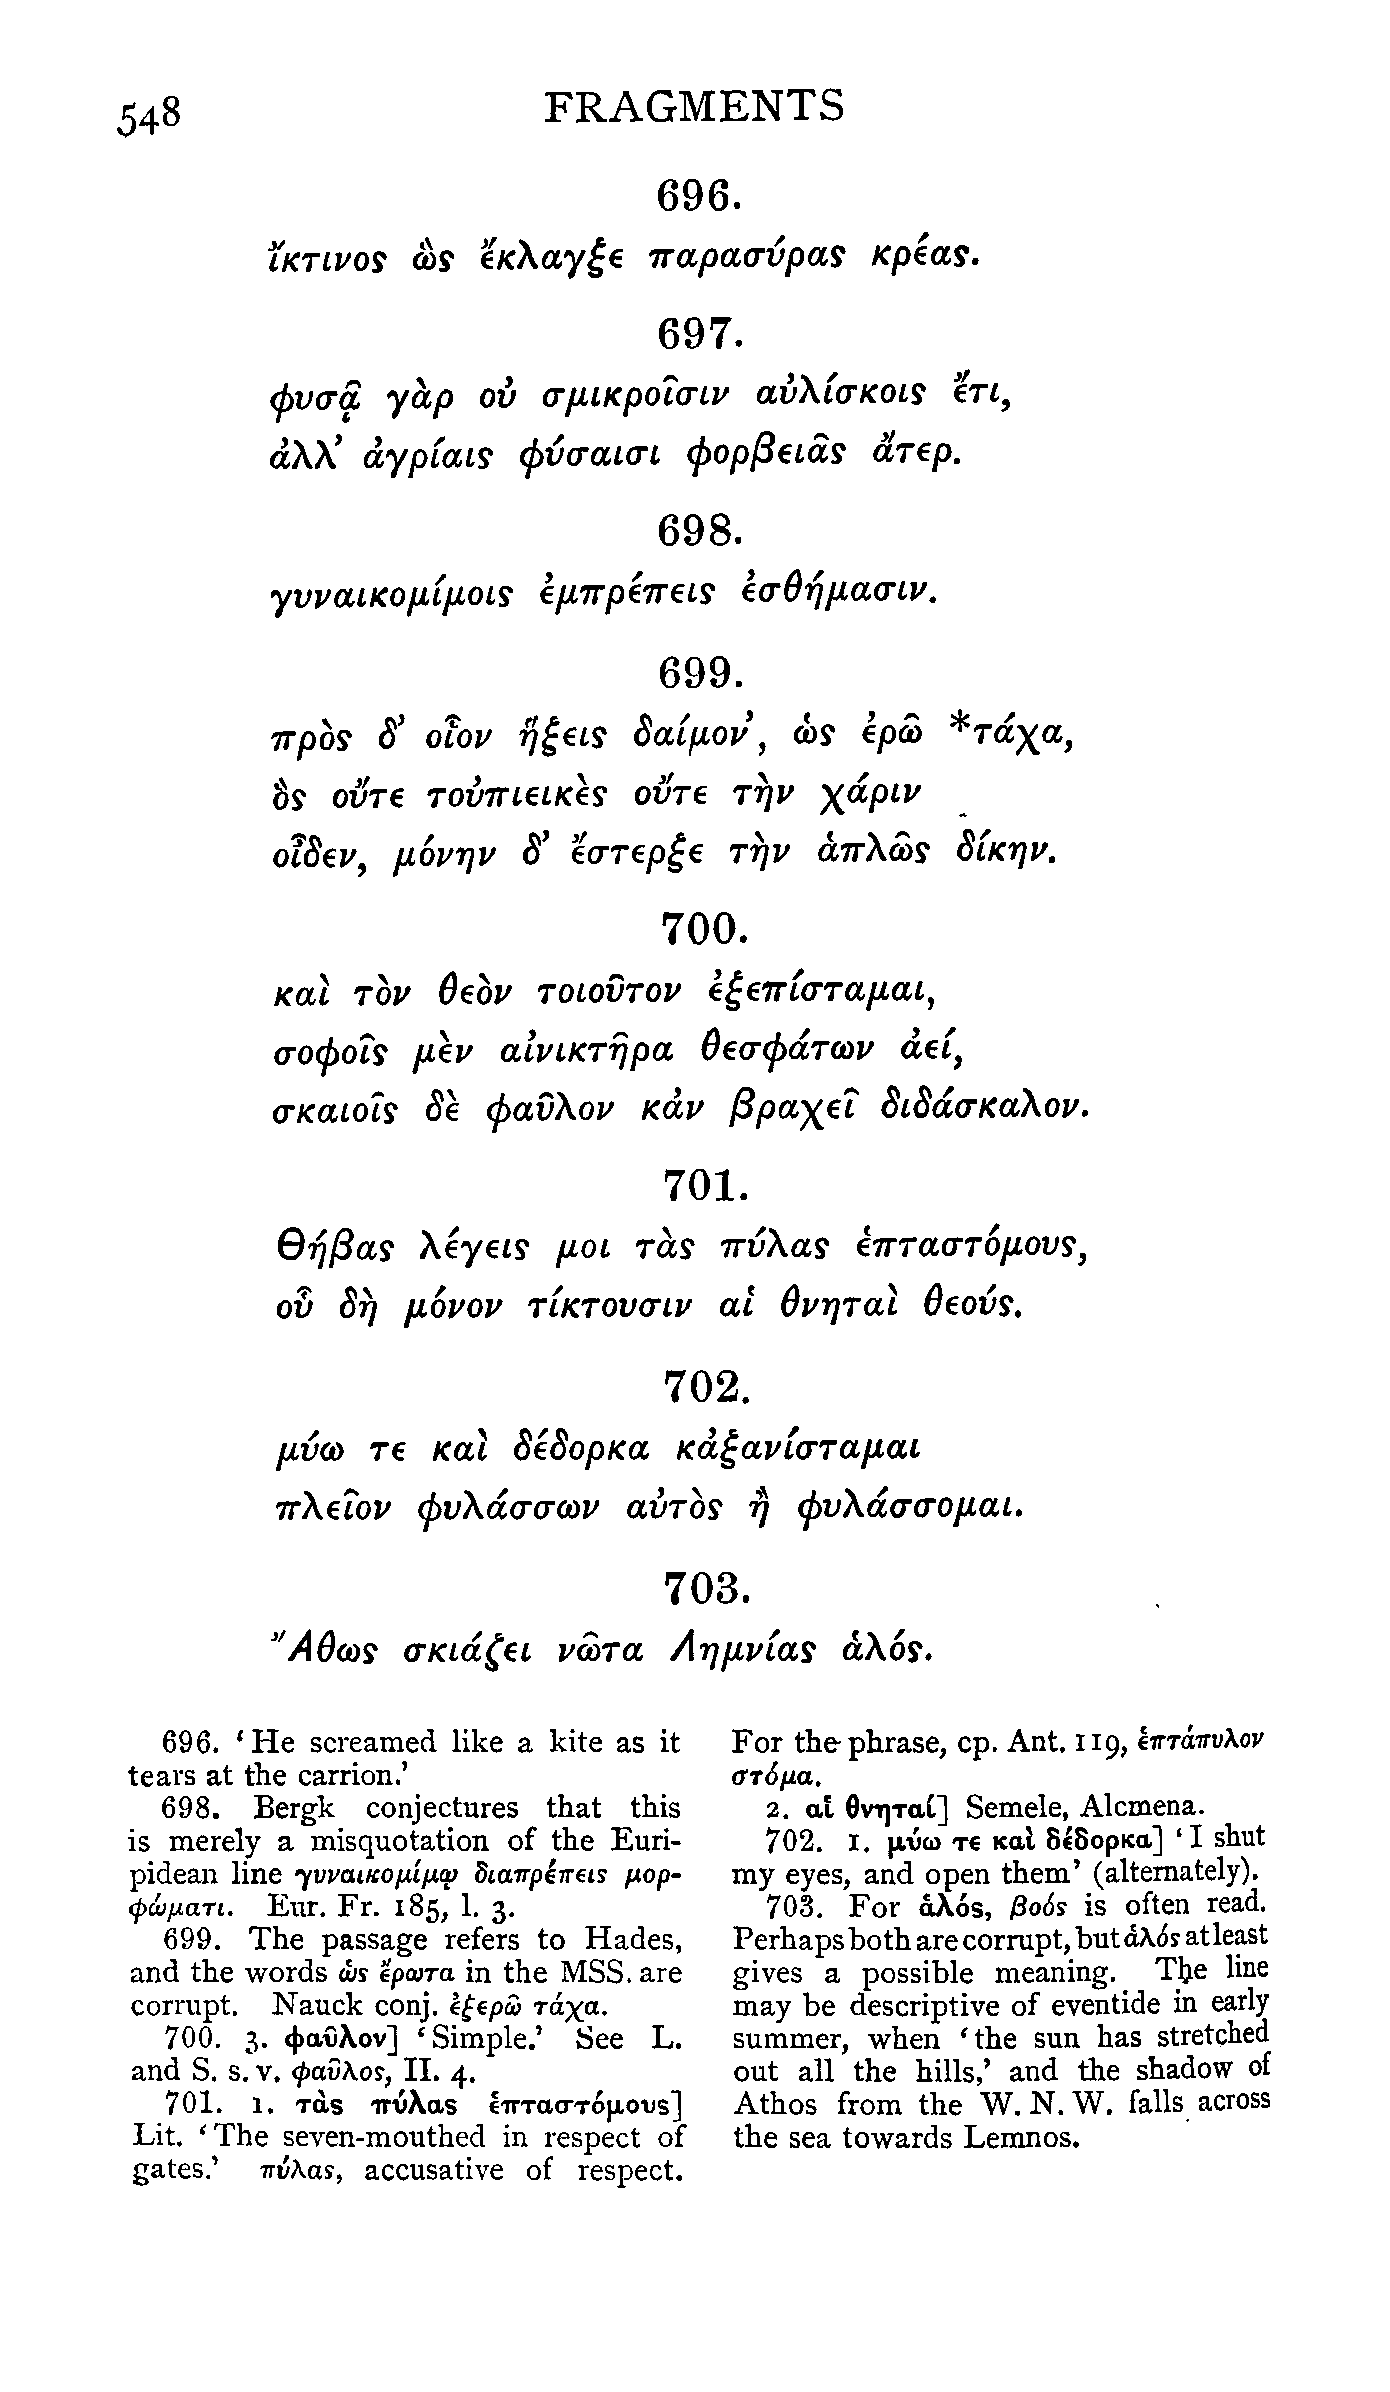 548
FRAGMENTS
696.
ἴκτινος ὣς ἔκλαγξε παρασύρας κρέας.
697.
φυσᾷ γὰρ οὐ σμικροῖσιν αὐλίσκοις ἔτι,
ἀλλ’ ἀγρίαις φύσαισι φορβειᾶς ἄτερ.
698.
γυναικομίμοις ἐμπρέπεις ἐσθήμασιν.
699.
πρὸς δ’ οἷον ἥξεις δαίμον’, ὡς ἐρῶ *τάχα,
ὃς οὔτε τοὐπιεικὲς οὔτε τὴν χάριν
οἶδεν, μόνην δ’ ἔστερξε τὴν ἁπλῶς δίκην.
700.
καὶ τὸν θεὸν τοιοῦτον ἐξεπίσταμαι,
σοφοῖς μὲν αἰνικτῆρα θεσφάτων ἀεί,
σκαιοῖς δὲ φαῦλον κἀν βραχεῖ διδάσκαλον.
701.
Θήβας λέγεις μοι τὰς πύλας ἑπταστόμους,
οὗ δὴ μόνον τίκτουσιν αἱ θνηταὶ θεούς.
702.
μύω τε καὶ δέδορκα κἀξανίσταμαι
πλεῖον φυλάσσων αὐτὸς ἢ φυλάσσομαι.
703.
Ἄθως σκιάζει νῶτα Λημνίας ἁλός.
696. ‘He screamed like a kite as it
tears at the carrion.’
698. Bergk conjectures that this
is merely a misquotation of the Euri-
pidean line γυναικομίμῳ διαπρέπεις μορ-
φώματι. Eur. Fr. 185, l. 3.
699. The passage refers to Hades,
and the words ὡς ἔρωτα in the MSS. are
corrupt. Nauck conj. ἐξερῶ τάχα.
700. 3. φαῦλον] ‘Simple.’ See L.
and S. s. v. φαῦλος, II. 4.
701. 1. τὰς πύλας ἑπταστόμους]
Lit. ‘The seven-mouthed in respect of
gates.’ πύλας, accusative of respect.
For the phrase, cp. Ant. 119, ἑπτάπυλον
στόμα.
2. αἱ θνηταί] Semele, Alcmena.
702. 1. μύω τε καὶ δέδορκα] ‘I shut
my eyes, and open them’ (alternately).
703. For ἁλός, βοός is often read.
Perhaps both are corrupt, but ἁλός at least
gives a possible meaning. The line
may be descriptive of eventide in early
summer, when ‘the sun has stretched
out all the hills,’ and the shadow of
Athos from the W. N. W. falls across
the sea towards Lemnos.